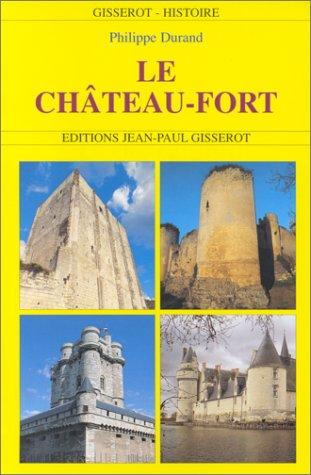 GISSEROT - HISTOIRE
Philippe Durand
LE
CHÂTEAU-FORT
EDITIONS JEAN-PAUL GISSEROT